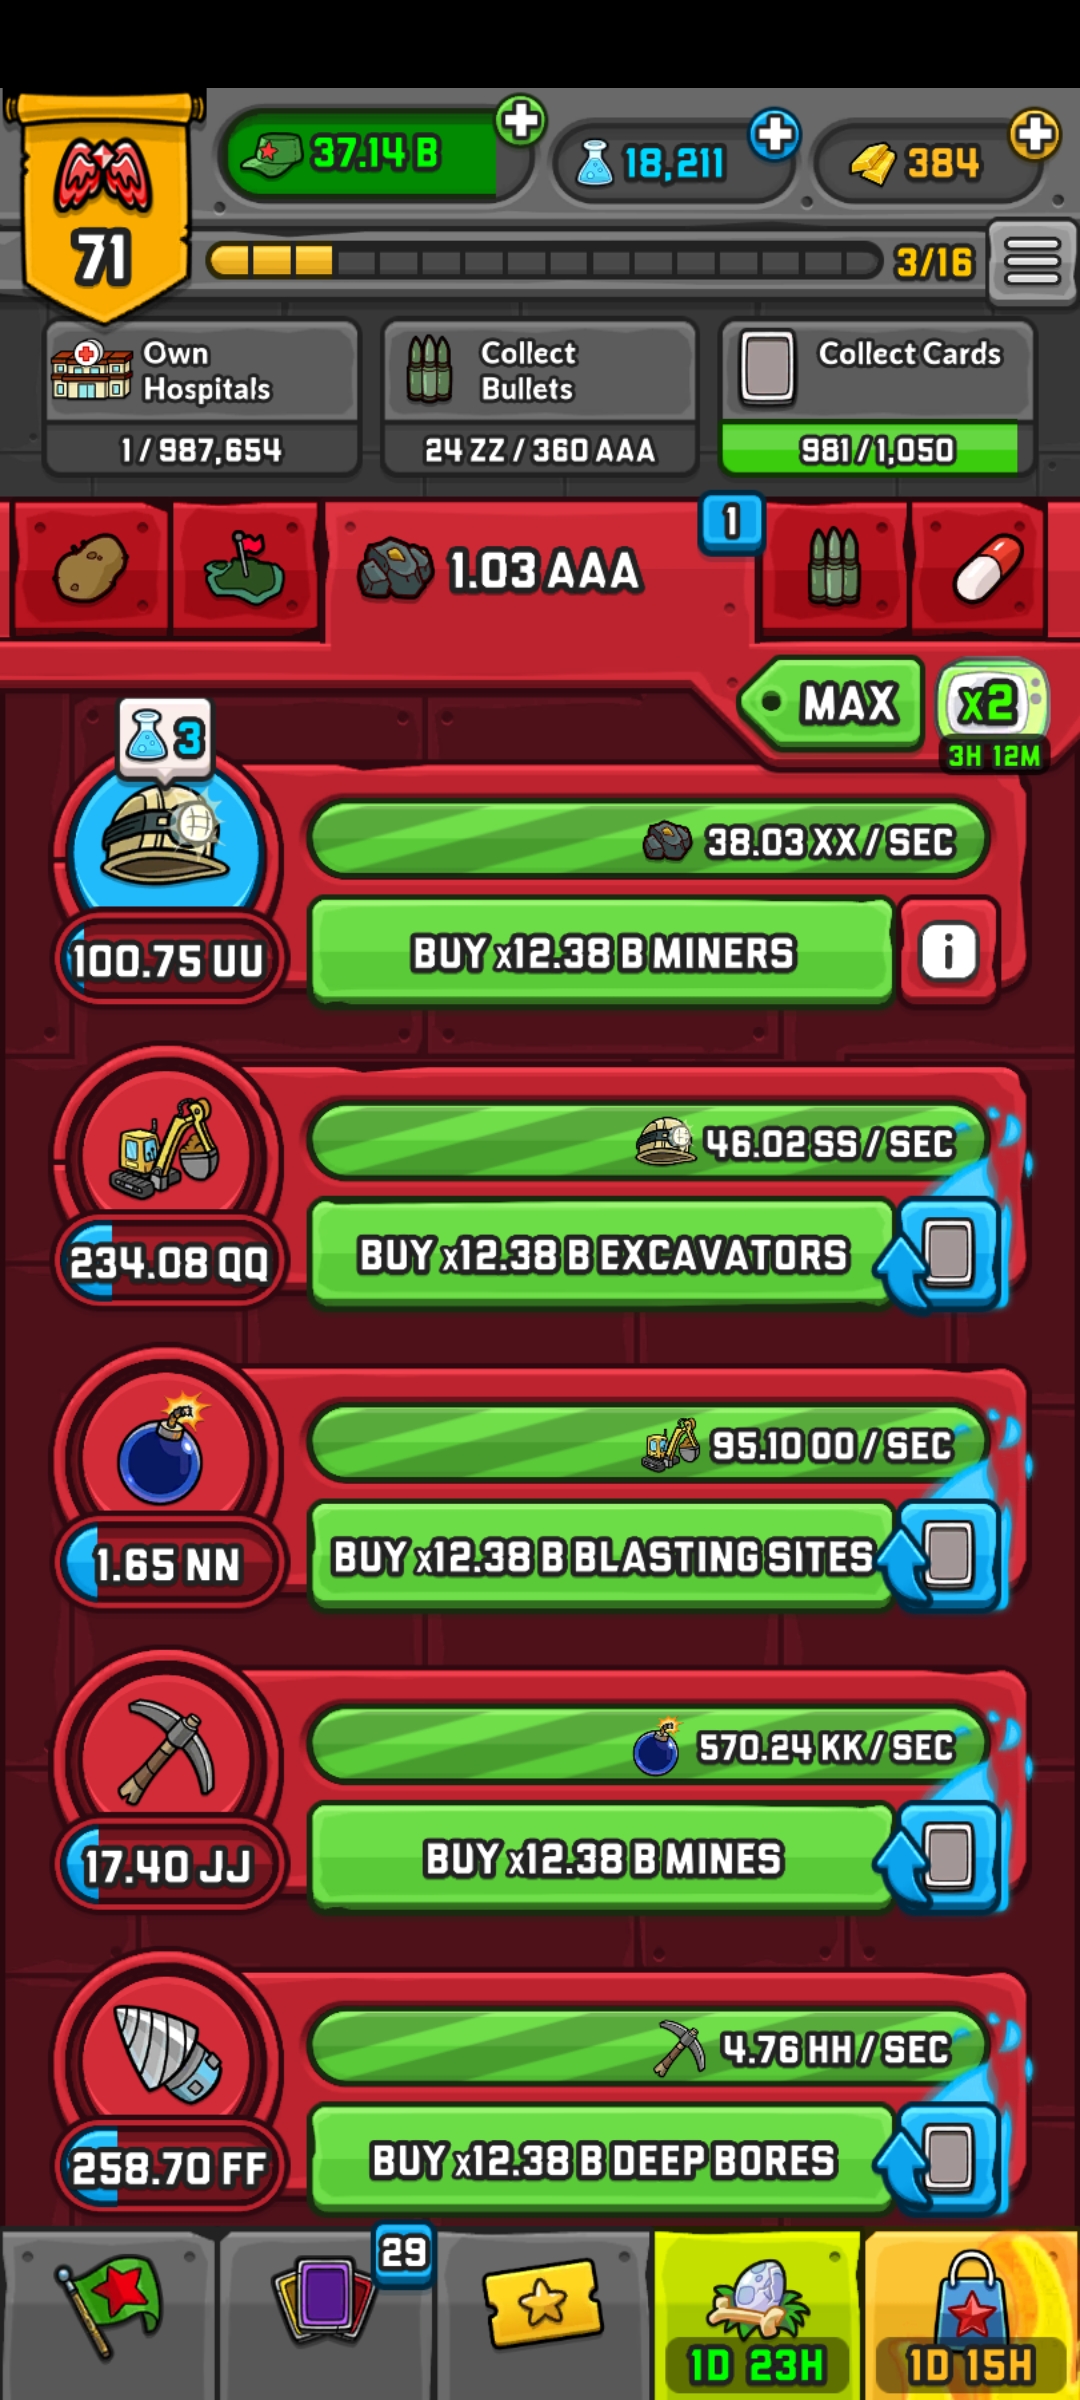 37.14 B
18,211
384
71
3/16
Own
Hospitals
1 / 987,654
Collect
Bullets
24 ZZ / 360 AAA
Collect Cards
981 / 1,050
1.03 AAA
1
MAX
x2
3H 12M
3
38.03 XX / SEC
100.75 UU
BUY x12.38 B MINERS
i
46.02 SS / SEC
234.08 QQ
BUY x12.38 B EXCAVATORS
95.10 OO / SEC
1.65 NN
BUY x12.38 B BLASTING SITES
570.24 KK / SEC
17.40 JJ
BUY x12.38 B MINES
4.76 HH / SEC
258.70 FF
BUY x12.38 B DEEP BORES
29
1D 23H
1D 15H